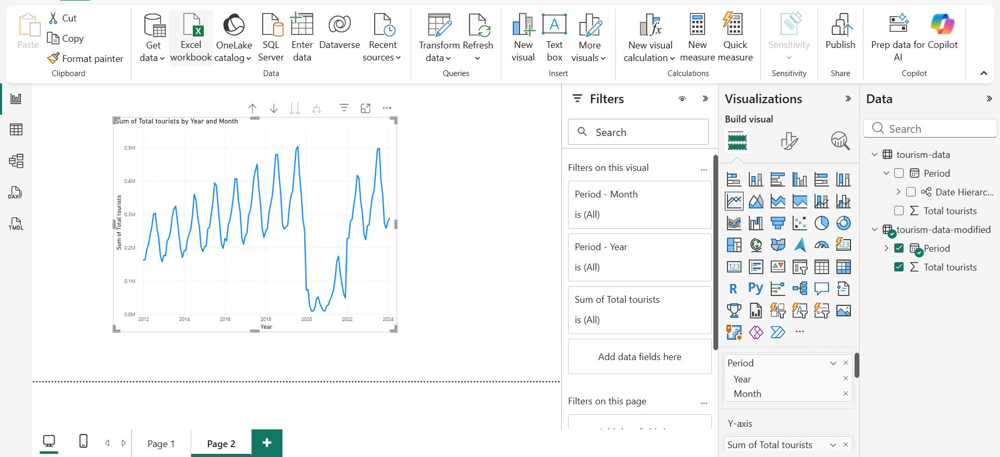 Paste
Cut
Copy
Format painter
Clipboard
Get
data
Excel
workbook
OneLake
catalog
SQL
Server
Enter
data
Dataverse
Recent
sources
Data
Transform
data
Refresh
Queries
New
visual
Text
box
More
visuals
Insert
New visual
calculation
New
measure
Quick
measure
Calculations
Sensitivity
Sensitivity
Publish
Share
Prep data for
AI
Copilot
Copilot
DAX
TMDL
Sum of Total tourists by Year and Month
Sum of Total tourists
0.5M
0.4M
0.3M
0.2M
0.1M
0.0M
2012
2014
2016
2018
2020
2022
2024
Year
Filters
Search
Filters on this visual
Period - Month
is (All)
Period - Year
is (All)
Sum of Total tourists
is (All)
Add data fields here
Filters on this page
Visualizations
Build visual
123
123
R
Py
Period
Year
Month
Y-axis
Sum of Total tourists
Data
Search
tourism-data
Period
Date Hierarc...
Total tourists
tourism-data-modified
Period
Total tourists
Page 1
Page 2